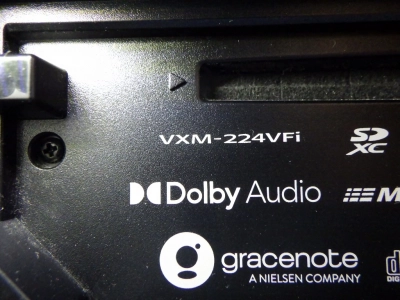 VXM-224VFi SD XC
Dolby Audio
gracenote
A NIELSEN COMPANY